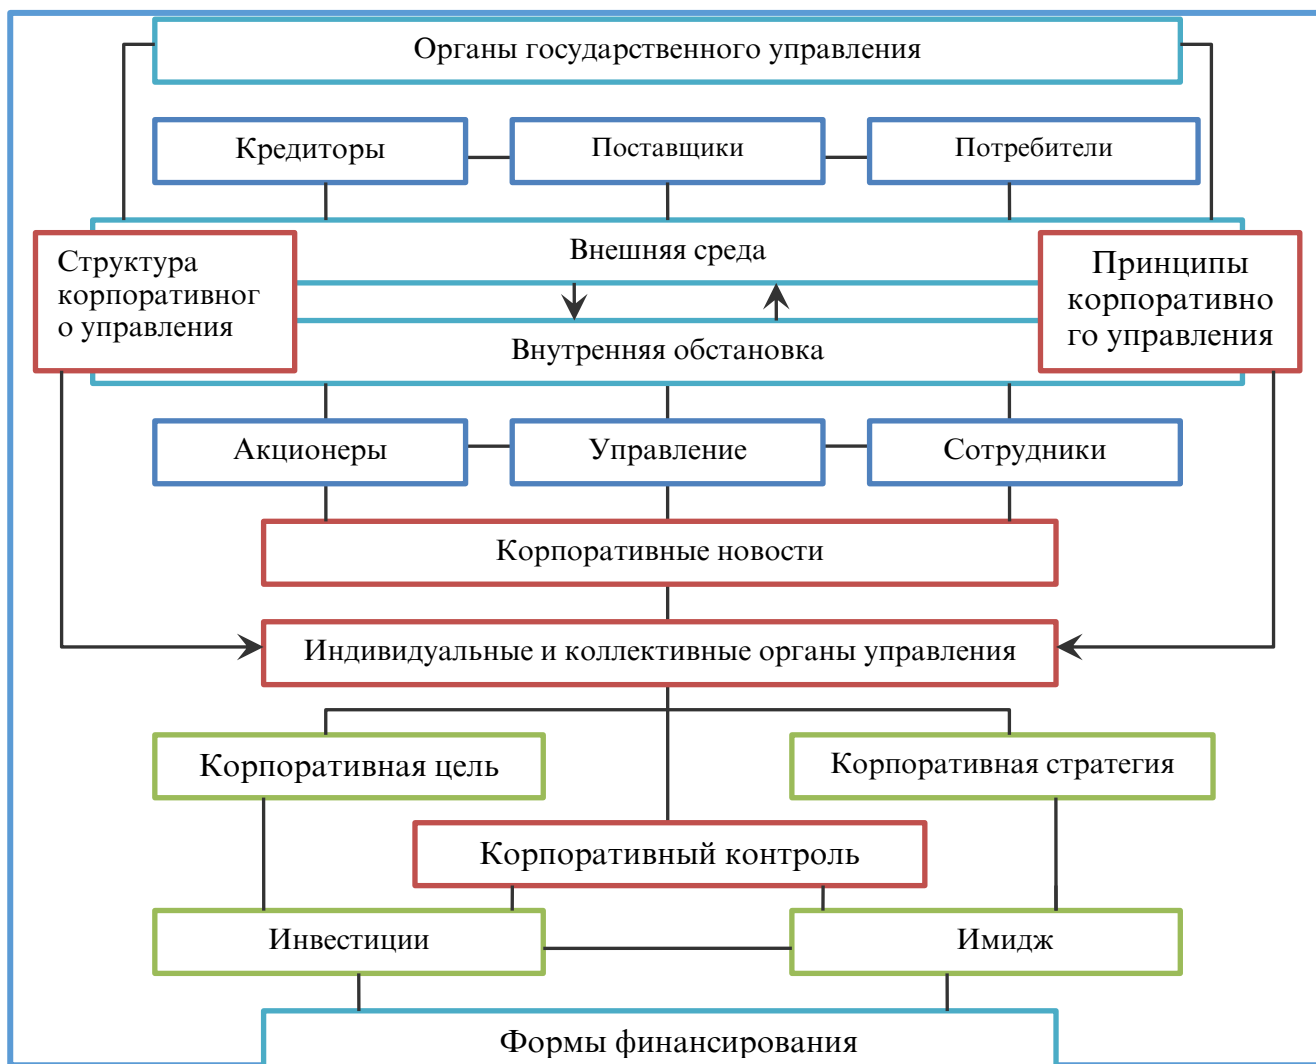 Органы государственного управления
Кредиторы
Поставщики
Потребители
Внешняя среда
Структура
корпоративног
о управления
Принципы
корпоративно
го управления
Внутренняя обстановка
Акционеры
Управление
Сотрудники
Корпоративные новости
Индивидуальные и коллективные органы управления
Корпоративная цель
Корпоративная стратегия
Корпоративный контроль
Инвестиции
Имидж
Формы финансирования